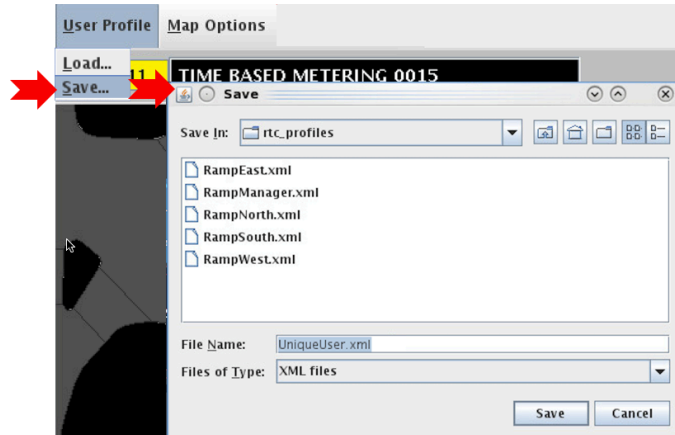 User Profile Map Options
Load...
11 TIME BASED METERING 0015
Save...
Save
Save In: rtc_profiles
RampEast.xml
RampManager.xml
RampNorth.xml
RampSouth.xml
RampWest.xml
File Name: UniqueUser.xml
Files of Type: XML files
Save Cancel